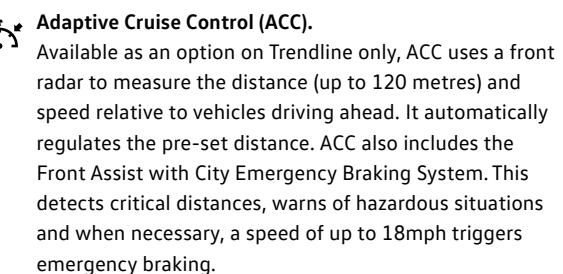 Adaptive Cruise Control (ACC).
Available as an option on Trendline only, ACC uses a front
radar to measure the distance (up to 120 metres) and
speed relative to vehicles driving ahead. It automatically
regulates the pre-set distance. ACC also includes the
Front Assist with City Emergency Braking System. This
detects critical distances, warns of hazardous situations
and when necessary, a speed of up to 18mph triggers
emergency braking.